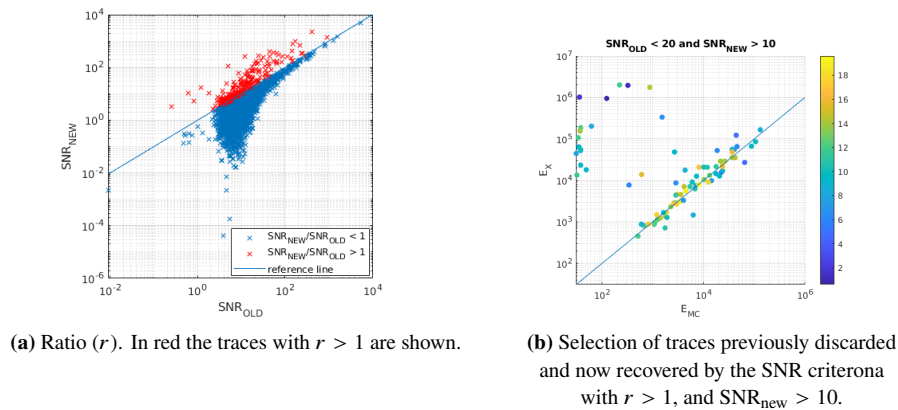 10^4
10^2
10^0
10^-2
10^-4
10^-6
SNR_NEW
SNR_NEW/SNR_OLD < 1
SNR_NEW/SNR_OLD > 1
reference line
10^-2
10^0
10^2
10^4
SNR_OLD
(a) Ratio (r). In red the traces with r > 1 are shown.
SNR_OLD < 20 and SNR_NEW > 10
10^7
10^6
10^5
10^4
10^3
10^2
E_X
10^2
10^4
10^6
E_MC
18
16
14
12
10
8
6
4
2
(b) Selection of traces previously discarded
and now recovered by the SNR criterona
with r > 1, and SNR_new > 10.